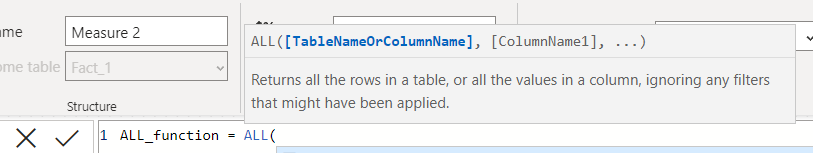 ame
Measure 2
ome table
Fact_1
Structure
ALL([TableNameOrColumnName], [ColumnName1], ...)
Returns all the rows in a table, or all the values in a column, ignoring any filters
that might have been applied.
1 ALL_function = ALL(